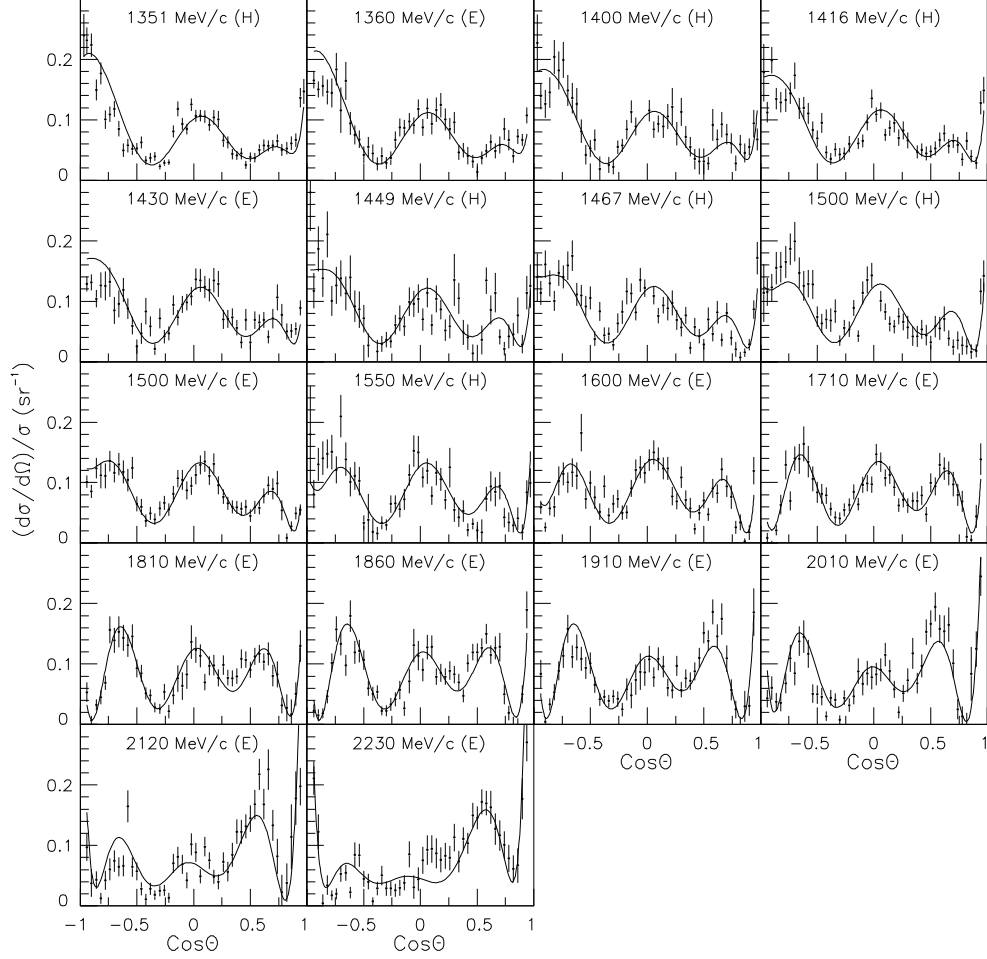 1351 MeV/c (H) 1360 MeV/c (E) 1400 MeV/c (H) 1416 MeV/c (H)
0.2
0.1
0
1430 MeV/c (E) 1449 MeV/c (H) 1467 MeV/c (H) 1500 MeV/c (H)
0.2
0.1
0
(dσ/dΩ)/σ (sr⁻¹)
1500 MeV/c (E) 1550 MeV/c (H) 1600 MeV/c (E) 1710 MeV/c (E)
0.2
0.1
0
1810 MeV/c (E) 1860 MeV/c (E) 1910 MeV/c (E) 2010 MeV/c (E)
0.2
0.1
0
−0.5 0 0.5 1 −0.5 0 0.5 1
CosΘ CosΘ
2120 MeV/c (E) 2230 MeV/c (E)
0.2
0.1
0
−1 −0.5 0 0.5 1 −0.5 0 0.5 1
CosΘ CosΘ